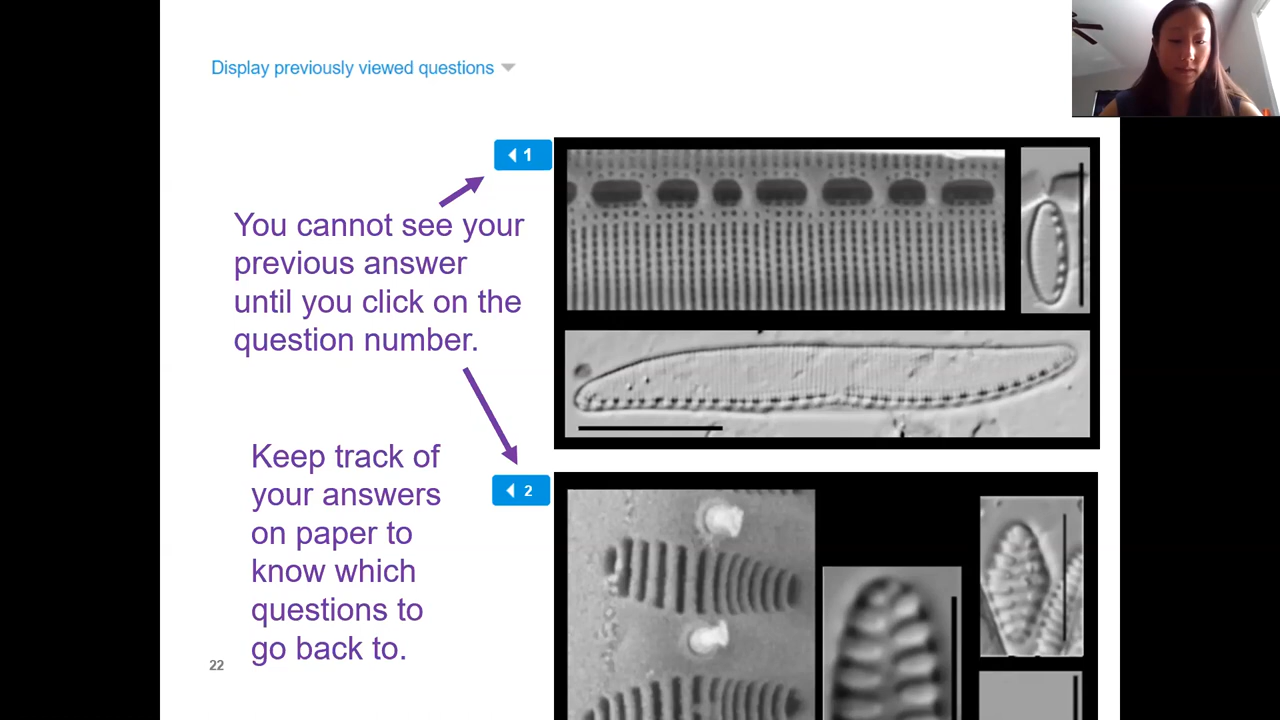 Display previously viewed questions
1
You cannot see your
previous answer
until you click on the
question number.
2
Keep track of
your answers
on paper to
know which
questions to
go back to.
22